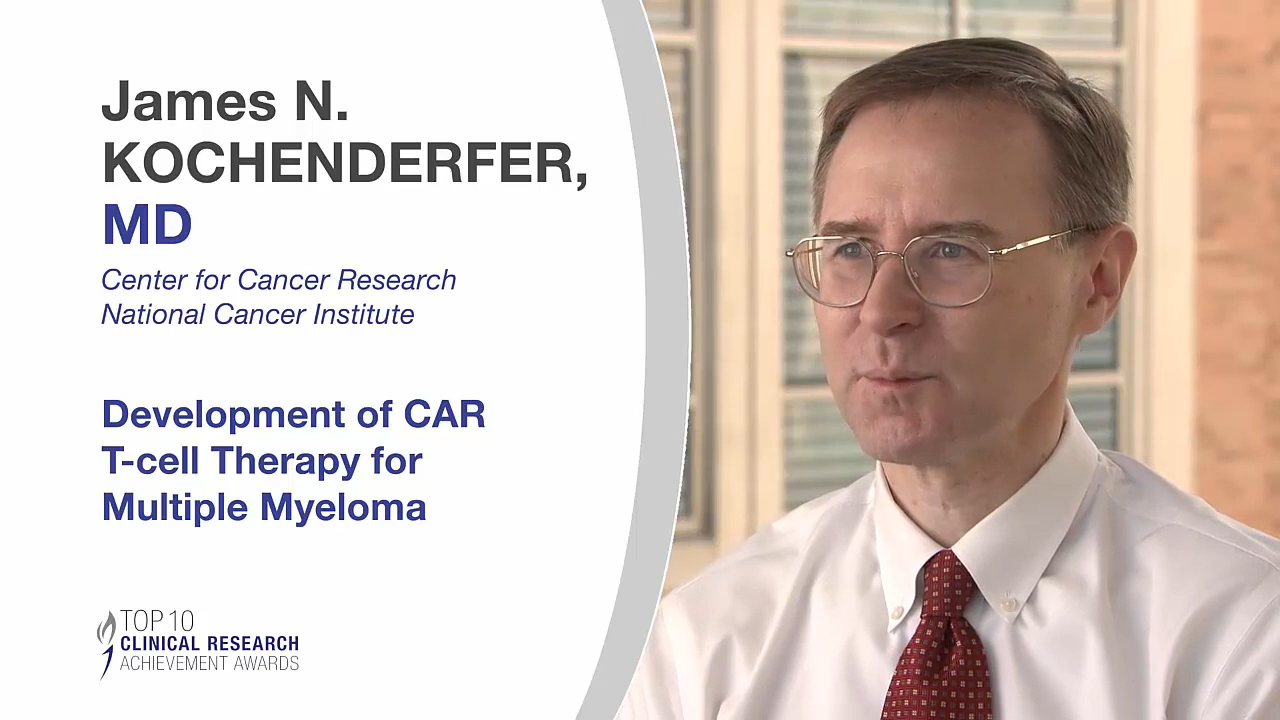 James N.
KOCHENDERFER,
MD
Center for Cancer Research
National Cancer Institute
Development of CAR
T-cell Therapy for
Multiple Myeloma
TOP 10
CLINICAL RESEARCH
ACHIEVEMENT AWARDS